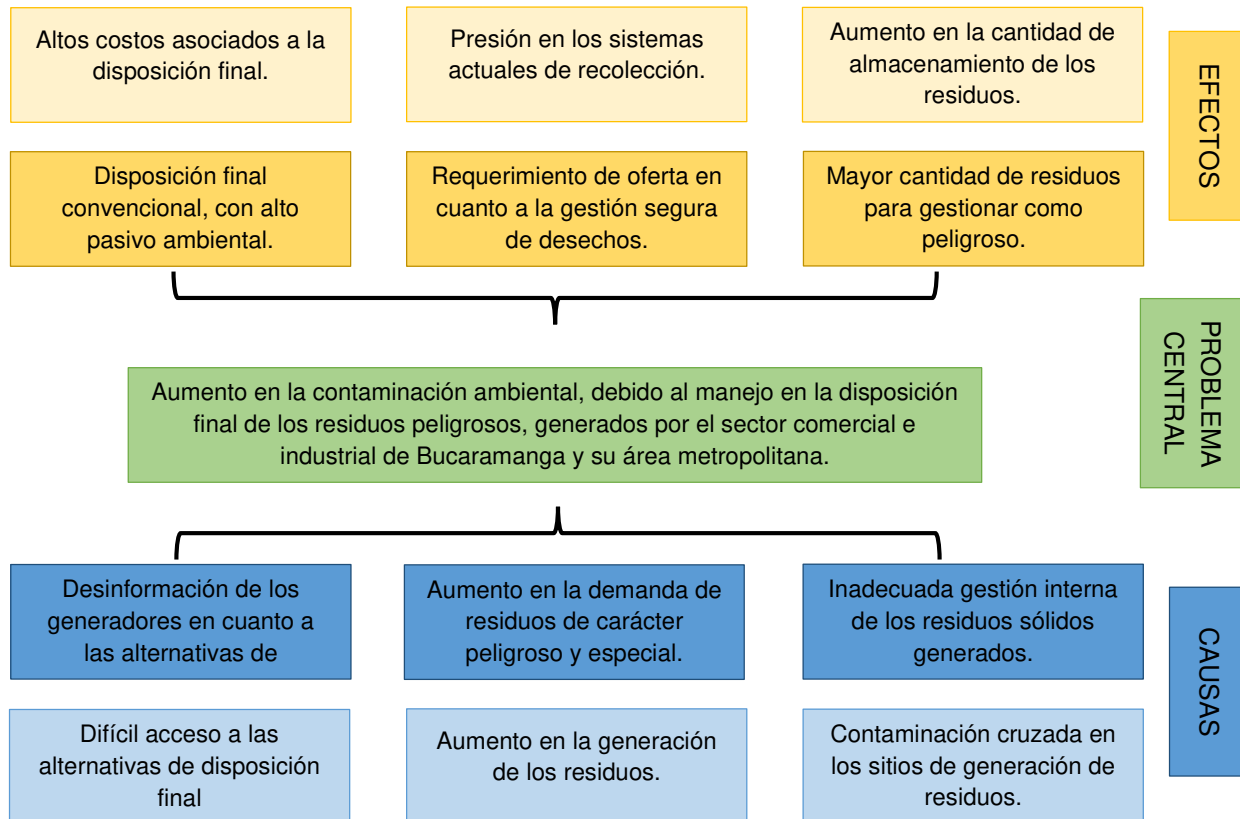 Altos costos asociados a la
disposición final.
Presión en los sistemas
actuales de recolección.
Aumento en la cantidad de
almacenamiento de los
residuos.
EFECTOS
Disposición final
convencional, con alto
pasivo ambiental.
Requerimiento de oferta en
cuanto a la gestión segura
de desechos.
Mayor cantidad de residuos
para gestionar como
peligroso.
PROBLEMA
CENTRAL
Aumento en la contaminación ambiental, debido al manejo en la disposición
final de los residuos peligrosos, generados por el sector comercial e
industrial de Bucaramanga y su área metropolitana.
Desinformación de los
generadores en cuanto a
las alternativas de
Aumento en la demanda de
residuos de carácter
peligroso y especial.
Inadecuada gestión interna
de los residuos sólidos
generados.
CAUSAS
Difícil acceso a las
alternativas de disposición
final
Aumento en la generación
de los residuos.
Contaminación cruzada en
los sitios de generación de
residuos.